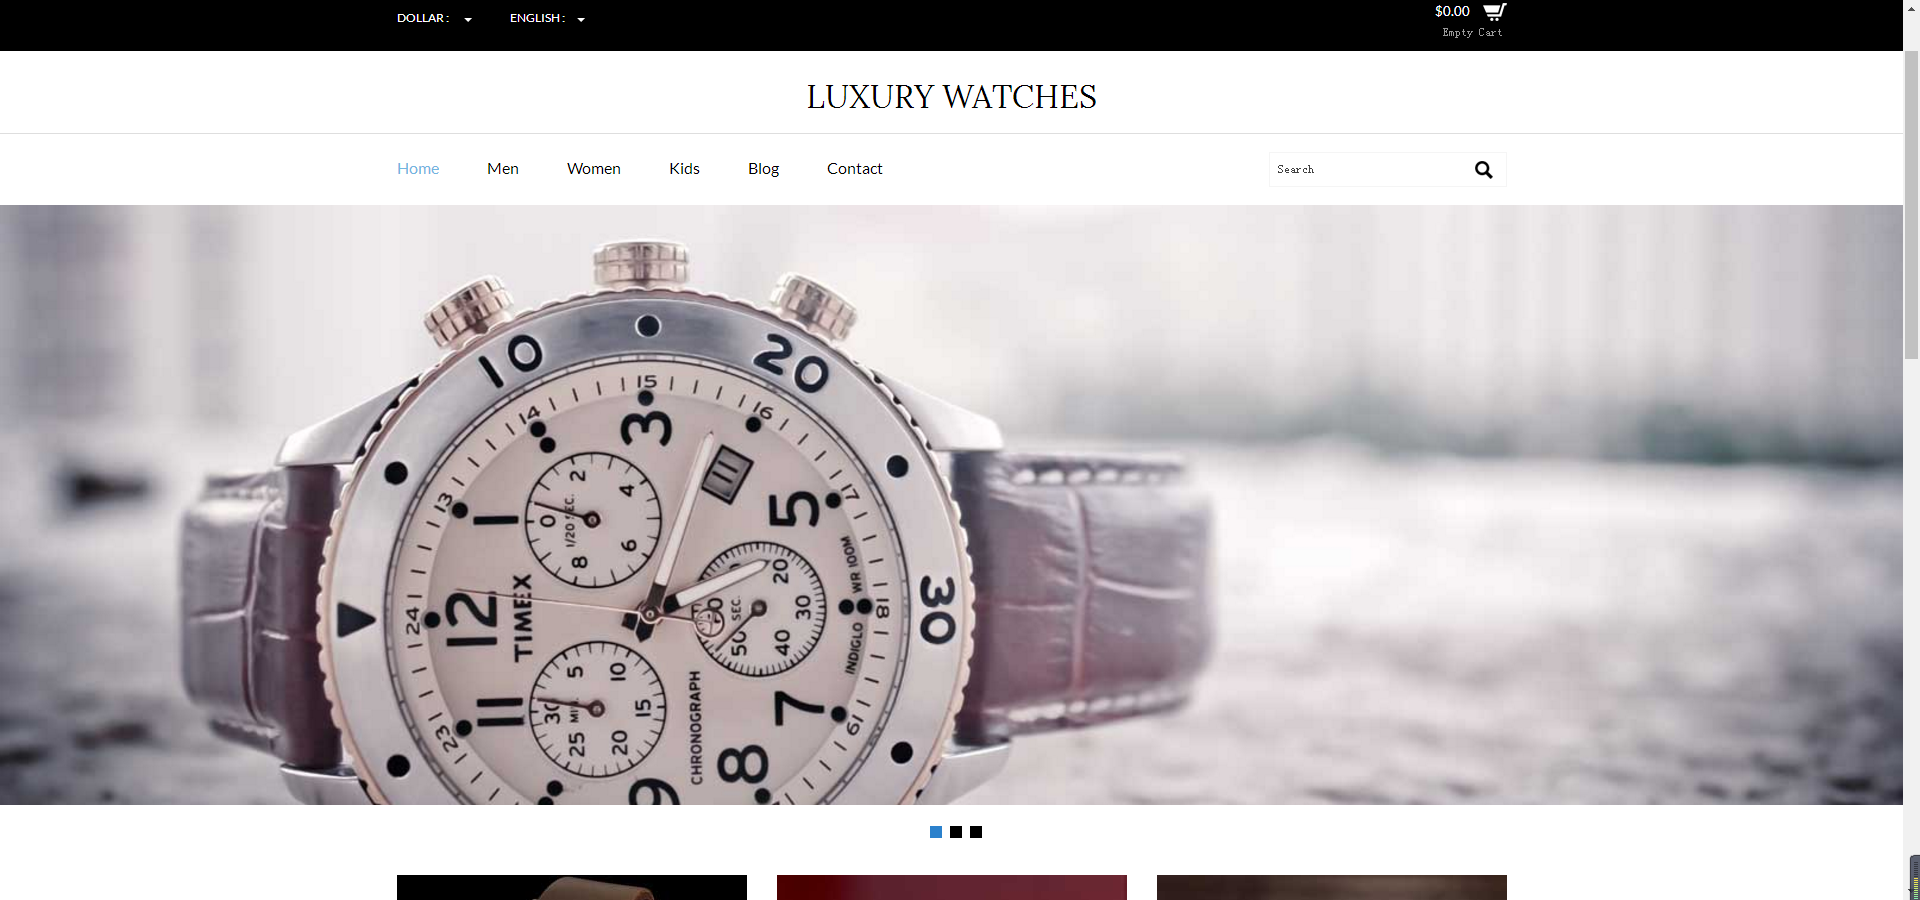 DOLLAR : ENGLISH : $0.00
Empty Cart
LUXURY WATCHES
Home Men Women Kids Blog Contact Search
10 20
15
14 16
3
13 17
2 4
0 1/20 SEC. 6
8
1 5
12 TIMEX
24 18 30
INDIGLO WR 100M
20 30 40 50 SEC.
5 10 15 20 25 30 MIN.
11 CHRONOGRAPH 7
23 19
8
9